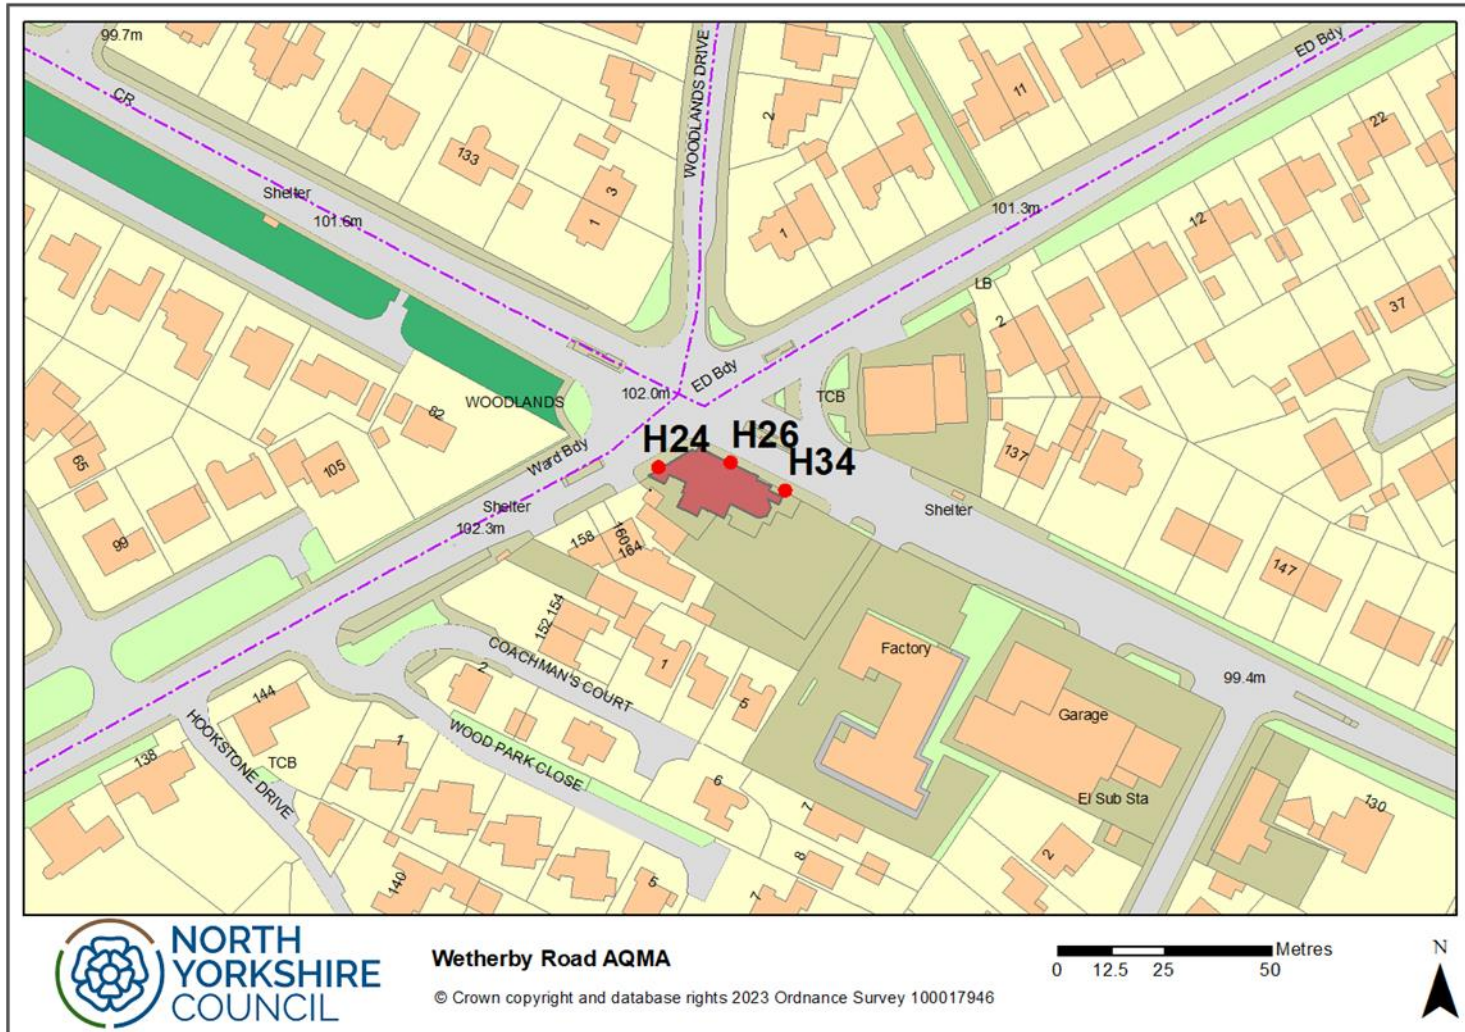 99.7m
CR
WOODLANDS DRIVE
ED Bdy
11
2
22
133
Shelter
3
1
101.6m
1
101.3m
12
LB
2
37
ED Bdy
102.0m
WOODLANDS
TCB
82
H24
H26
H34
Ward Bdy
137
65
105
Shelter
102.3m
Shelter
99
158
160
164
147
152 154
COACHMAN'S COURT
1
Factory
2
5
99.4m
144
Garage
HOOKSTONE DRIVE
WOOD PARK CLOSE
1
138
TCB
6
7
El Sub Sta
130
2
8
140
5
7
NORTH
YORKSHIRE
COUNCIL
Wetherby Road AQMA
© Crown copyright and database rights 2023 Ordnance Survey 100017946
Metres
0 12.5 25 50
N